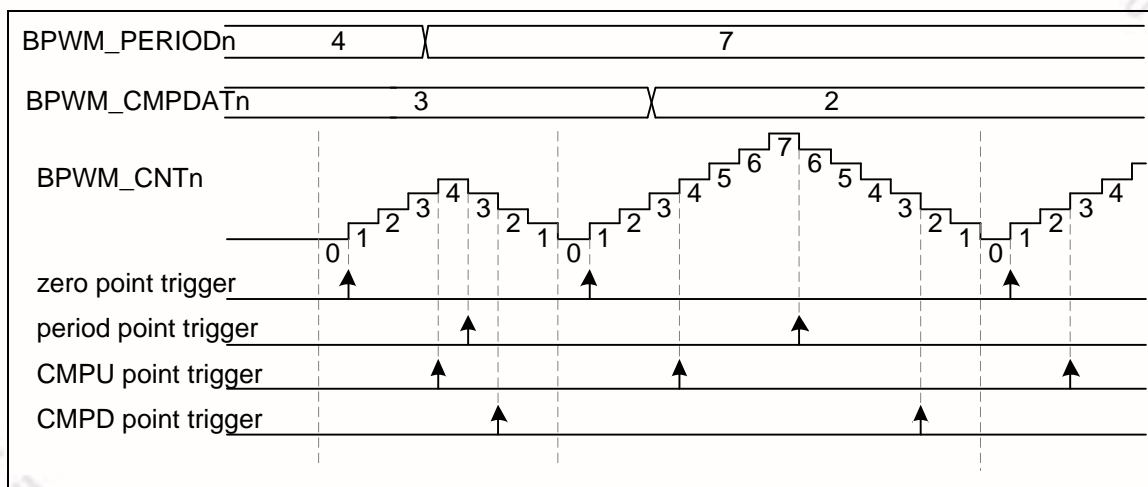 BPWM_PERIODn 4 7
BPWM_CMPDATn 3 2
BPWM_CNTn
0 1 2 3 4 3 2 1 0 1 2 3 4 5 6 7 6 5 4 3 2 1 0 1 2 3 4
zero point trigger
period point trigger
CMPU point trigger
CMPD point trigger